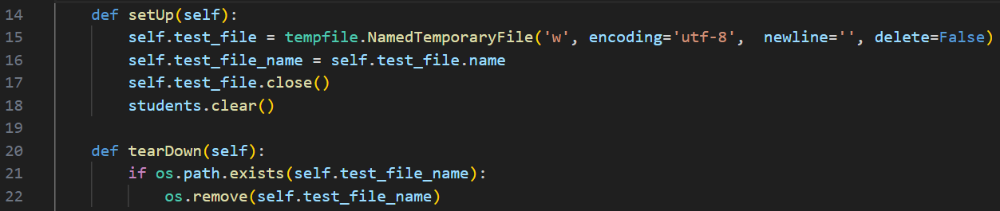 14 def setUp(self):
15 self.test_file = tempfile.NamedTemporaryFile('w', encoding='utf-8',  newline='', delete=False)
16 self.test_file_name = self.test_file.name
17 self.test_file.close()
18 students.clear()
19
20 def tearDown(self):
21 if os.path.exists(self.test_file_name):
22 os.remove(self.test_file_name)